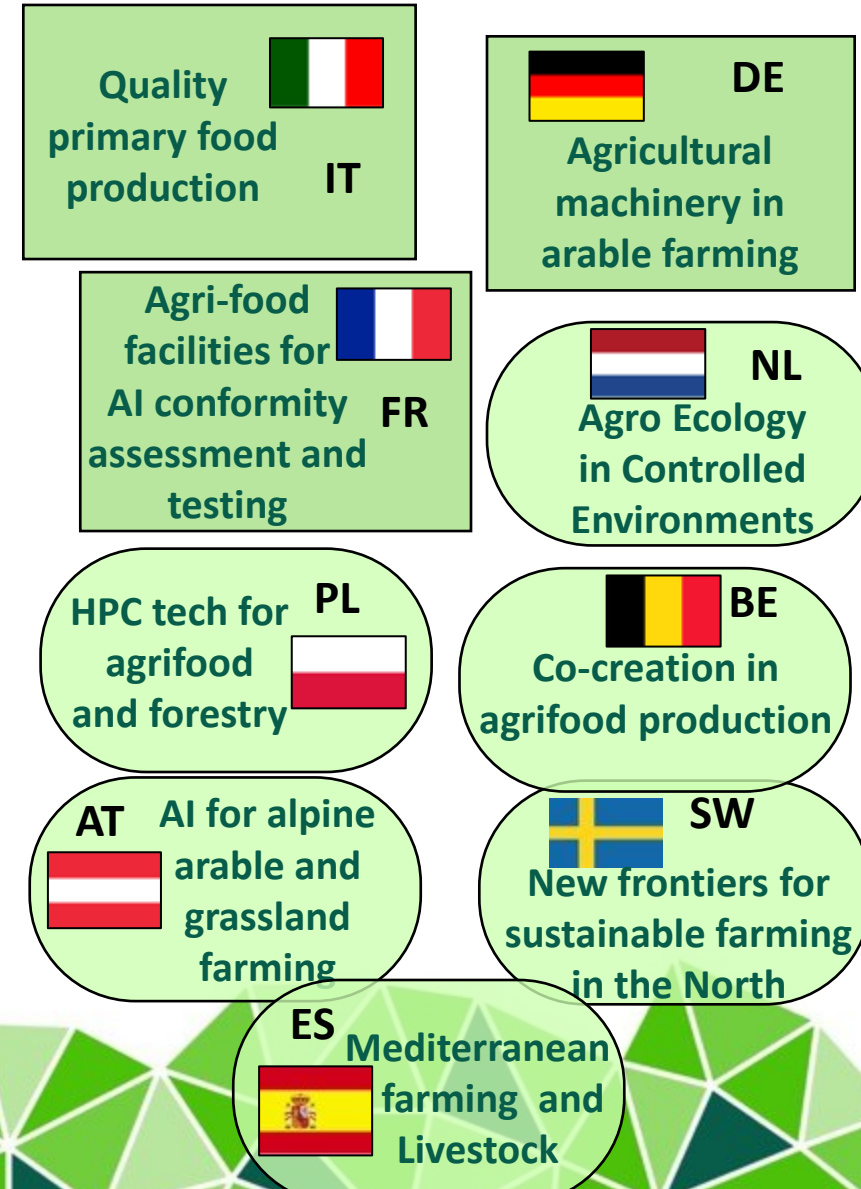 Quality
primary food
production
IT
DE
Agricultural
machinery in
arable farming
Agri-food
facilities for
AI conformity
assessment and
testing
FR
NL
Agro Ecology
in Controlled
Environments
PL
HPC tech for
agrifood
and forestry
BE
Co-creation in
agrifood production
AT
AI for alpine
arable and
grassland
farming
SW
New frontiers for
sustainable farming
in the North
ES
Mediterranean
farming and
Livestock